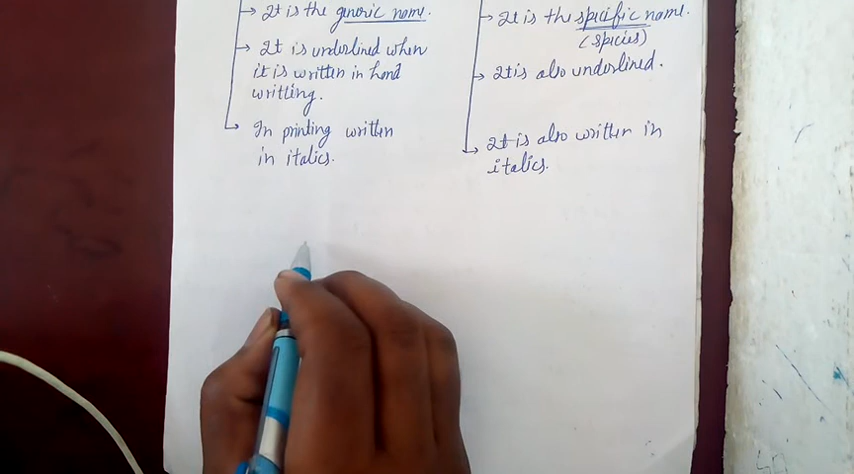 It is the generic name.
It is underlined when
it is written in hand
writting.
In printing written
in italics.
It is the specific name.
(species)
It is also underlined.
It is also written in
italics.